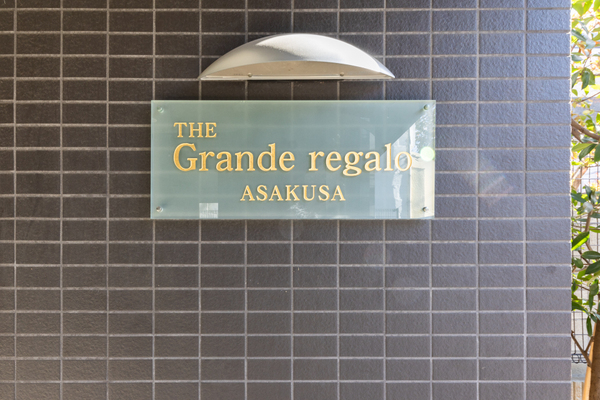 THE
Grande regalo
ASAKUSA